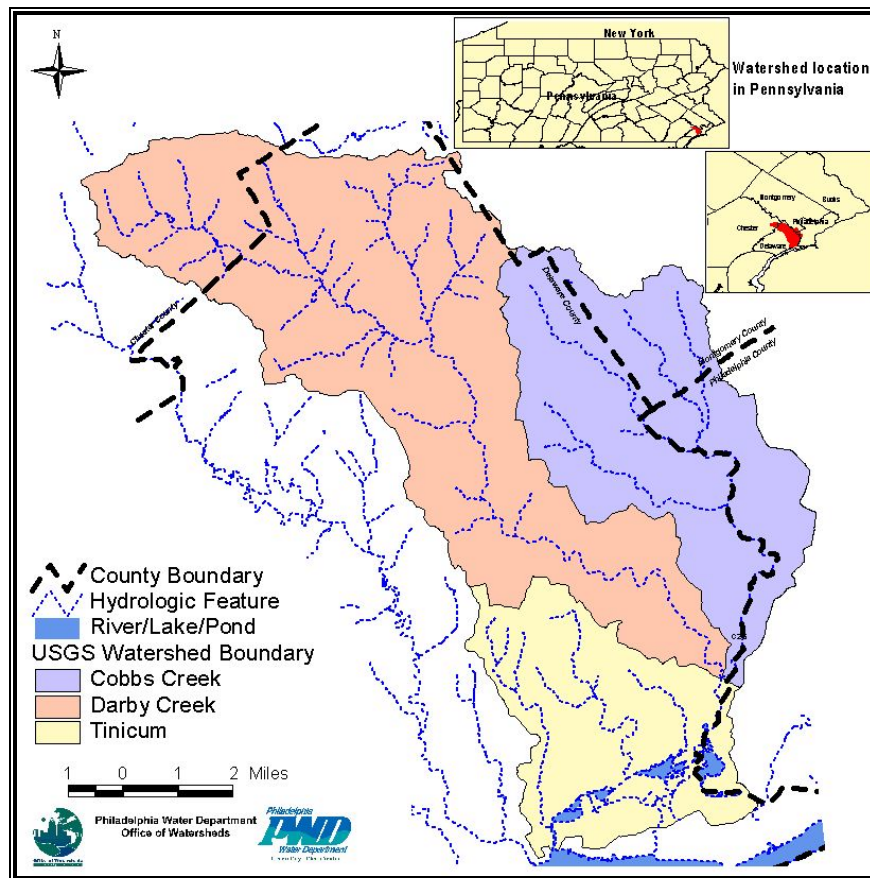 N
New York
Pennsylvania
Watershed location
in Pennsylvania
Montgomery
Bucks
Philadelphia
Chester
Delaware
Chester County
Delaware County
Montgomery County
Philadelphia County
County Boundary
Hydrologic Feature
River/Lake/Pond
USGS Watershed Boundary
Cobbs Creek
Darby Creek
Tinicum
1 0 1 2 Miles
Philadelphia Water Department
Office of Watersheds
Philadelphia
PWD
Water Department